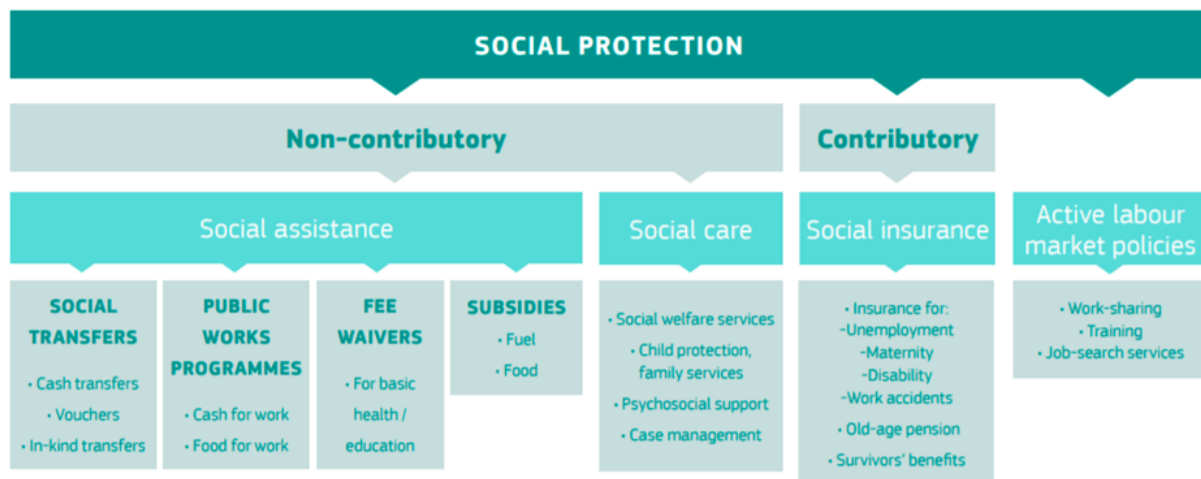 SOCIAL PROTECTION
Non-contributory
Contributory
Social assistance
Social care
Social insurance
Active labour
market policies
SOCIAL
TRANSFERS
• Cash transfers
• Vouchers
• In-kind transfers
PUBLIC
WORKS
PROGRAMMES
• Cash for work
• Food for work
FEE
WAIVERS
• For basic
health /
education
SUBSIDIES
• Fuel
• Food
• Social welfare services
• Child protection,
family services
• Psychosocial support
• Case management
• Insurance for:
-Unemployment
-Maternity
-Disability
-Work accidents
• Old-age pension
• Survivors' benefits
• Work-sharing
• Training
• Job-search services